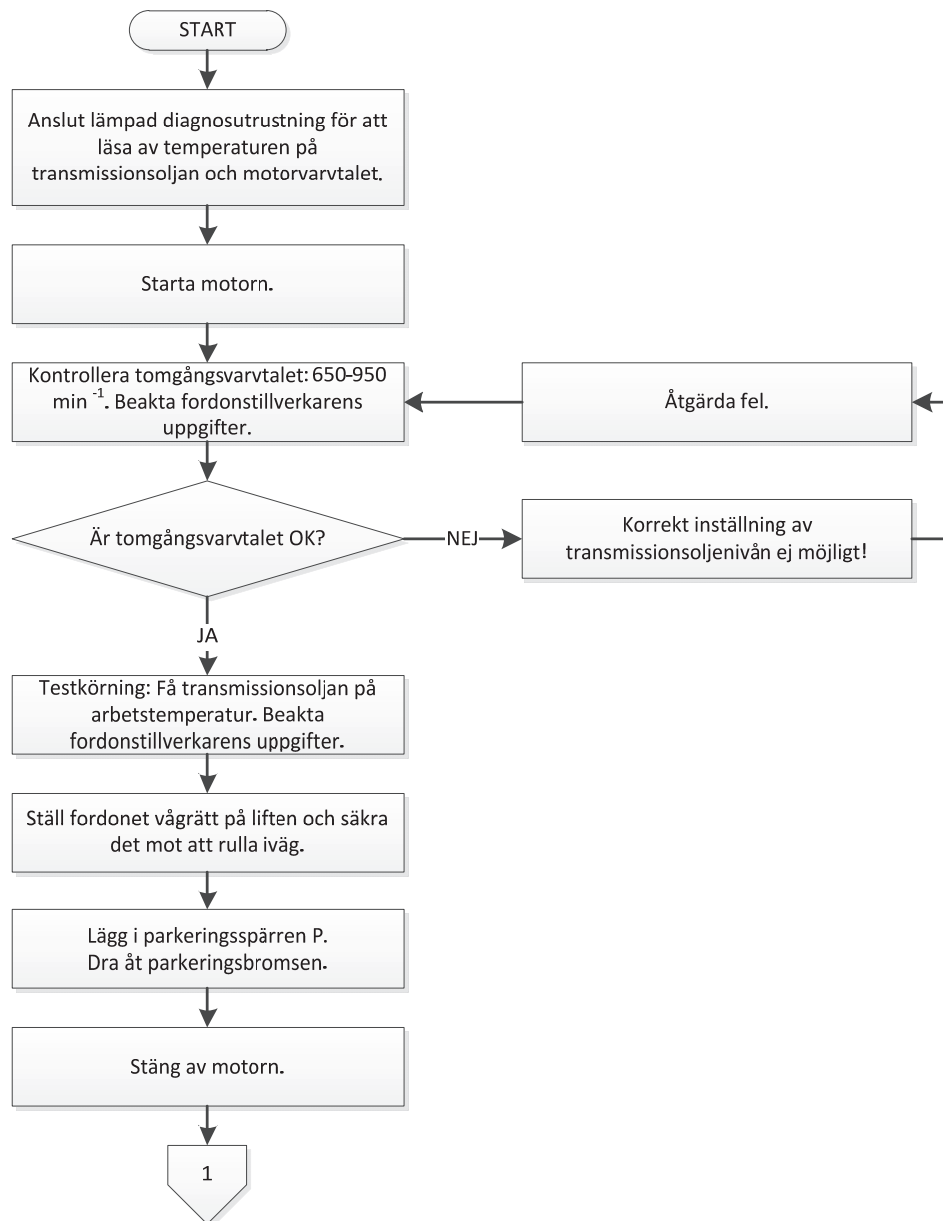 START
Anslut lämpad diagnosutrustning för att
läsa av temperaturen på
transmissionsoljan och motorvarvtalet.
Starta motorn.
Kontrollera tomgångsvarvtalet: 650-950
min -1. Beakta fordonstillverkarens
uppgifter.
Åtgärda fel.
Är tomgångsvarvtalet OK?
NEJ
Korrekt inställning av
transmissionsoljenivån ej möjligt!
JA
Testkörning: Få transmissionsoljan på
arbetstemperatur. Beakta
fordonstillverkarens uppgifter.
Ställ fordonet vågrätt på liften och säkra
det mot att rulla iväg.
Lägg i parkeringsspärren P.
Dra åt parkeringsbromsen.
Stäng av motorn.
1